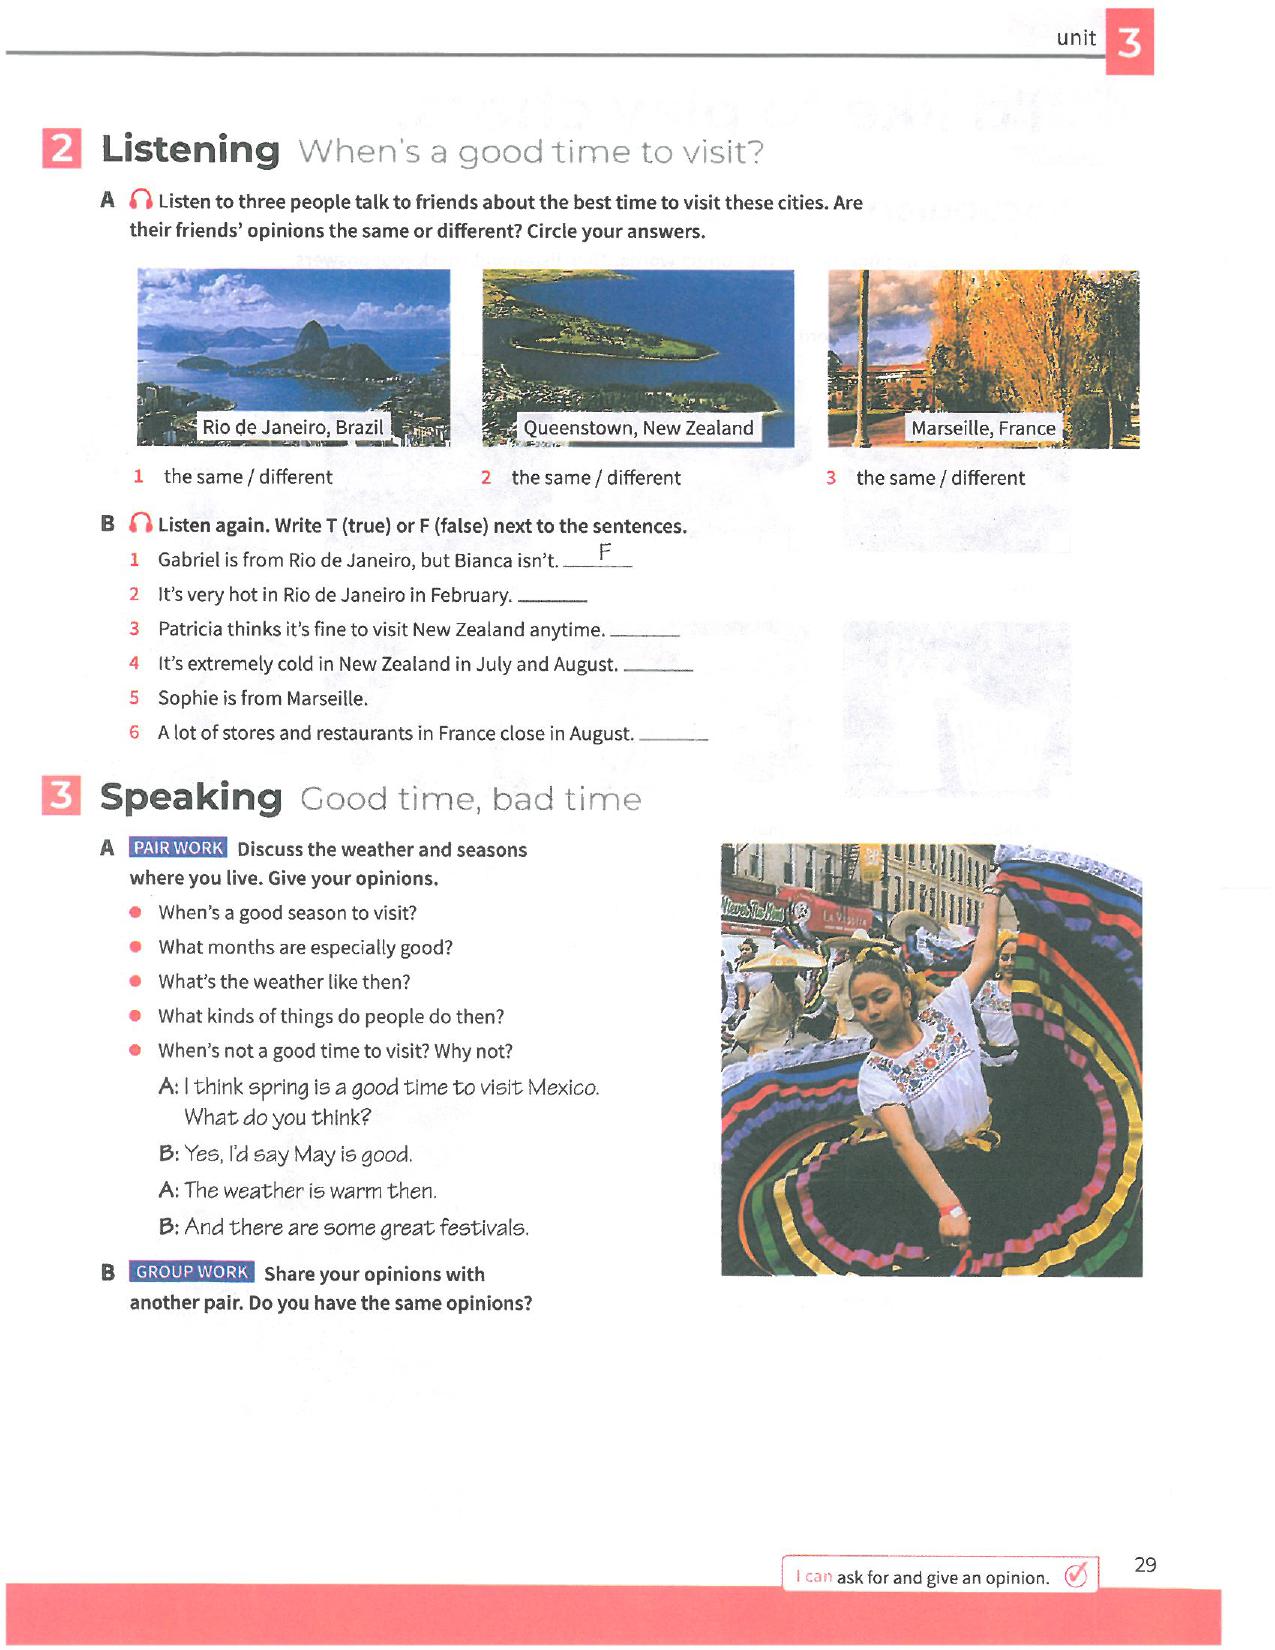 unit 3
2 Listening When's a good time to visit?
A Listen to three people talk to friends about the best time to visit these cities. Are
their friends' opinions the same or different? Circle your answers.
Rio de Janeiro, Brazil
Queenstown, New Zealand
Marseille, France
1 the same / different
2 the same / different
3 the same / different
B Listen again. Write T (true) or F (false) next to the sentences.
1 Gabriel is from Rio de Janeiro, but Bianca isn't. F
2 It's very hot in Rio de Janeiro in February. ______
3 Patricia thinks it's fine to visit New Zealand anytime. ______
4 It's extremely cold in New Zealand in July and August. ______
5 Sophie is from Marseille.
6 A lot of stores and restaurants in France close in August. ______
3 Speaking Good time, bad time
A PAIR WORK Discuss the weather and seasons
where you live. Give your opinions.
• When's a good season to visit?
• What months are especially good?
• What's the weather like then?
• What kinds of things do people do then?
• When's not a good time to visit? Why not?
A: I think spring is a good time to visit Mexico.
What do you think?
B: Yes, I'd say May is good.
A: The weather is warm then.
B: And there are some great festivals.
B GROUP WORK Share your opinions with
another pair. Do you have the same opinions?
I can ask for and give an opinion.
29